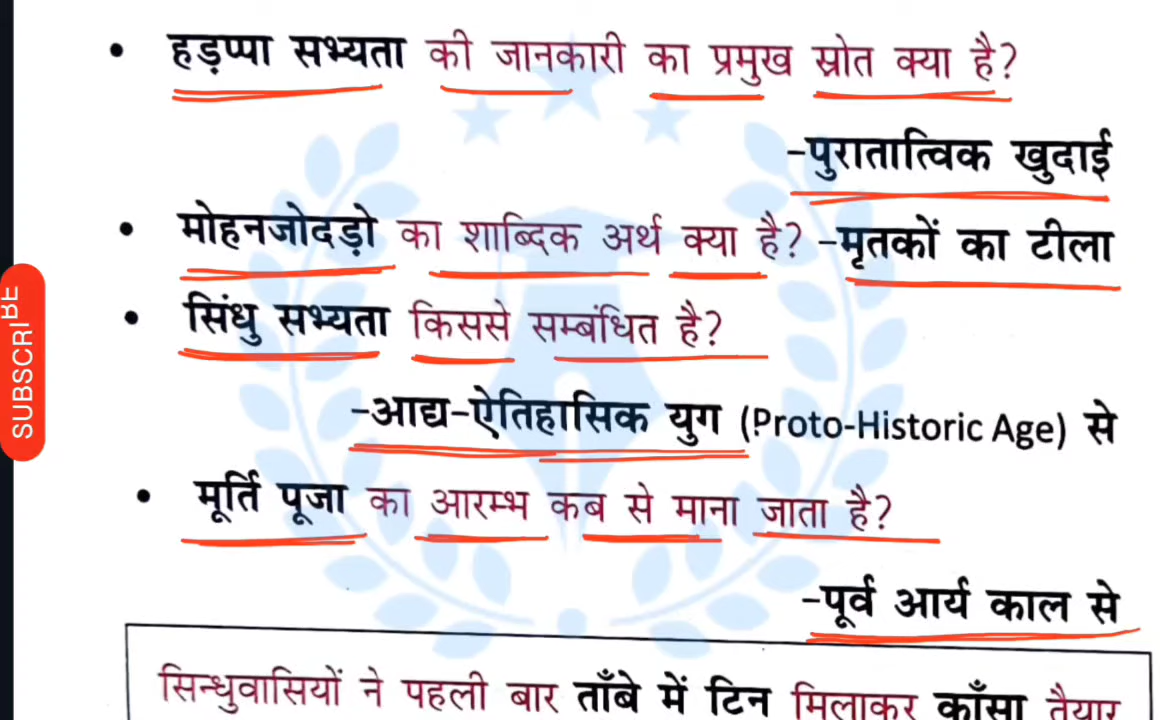 • हड़प्पा सभ्यता की जानकारी का प्रमुख स्रोत क्या है?
-पुरातात्विक खुदाई
• मोहनजोदड़ो का शाब्दिक अर्थ क्या है? -मृतकों का टीला
• सिंधु सभ्यता किससे सम्बंधित है?
-आद्य-ऐतिहासिक युग (Proto-Historic Age) से
• मूर्ति पूजा का आरम्भ कब से माना जाता है?
-पूर्व आर्य काल से
सिन्धुवासियों ने पहली बार ताँबे में टिन मिलाकर काँसा तैयार
SUBSCRIBE